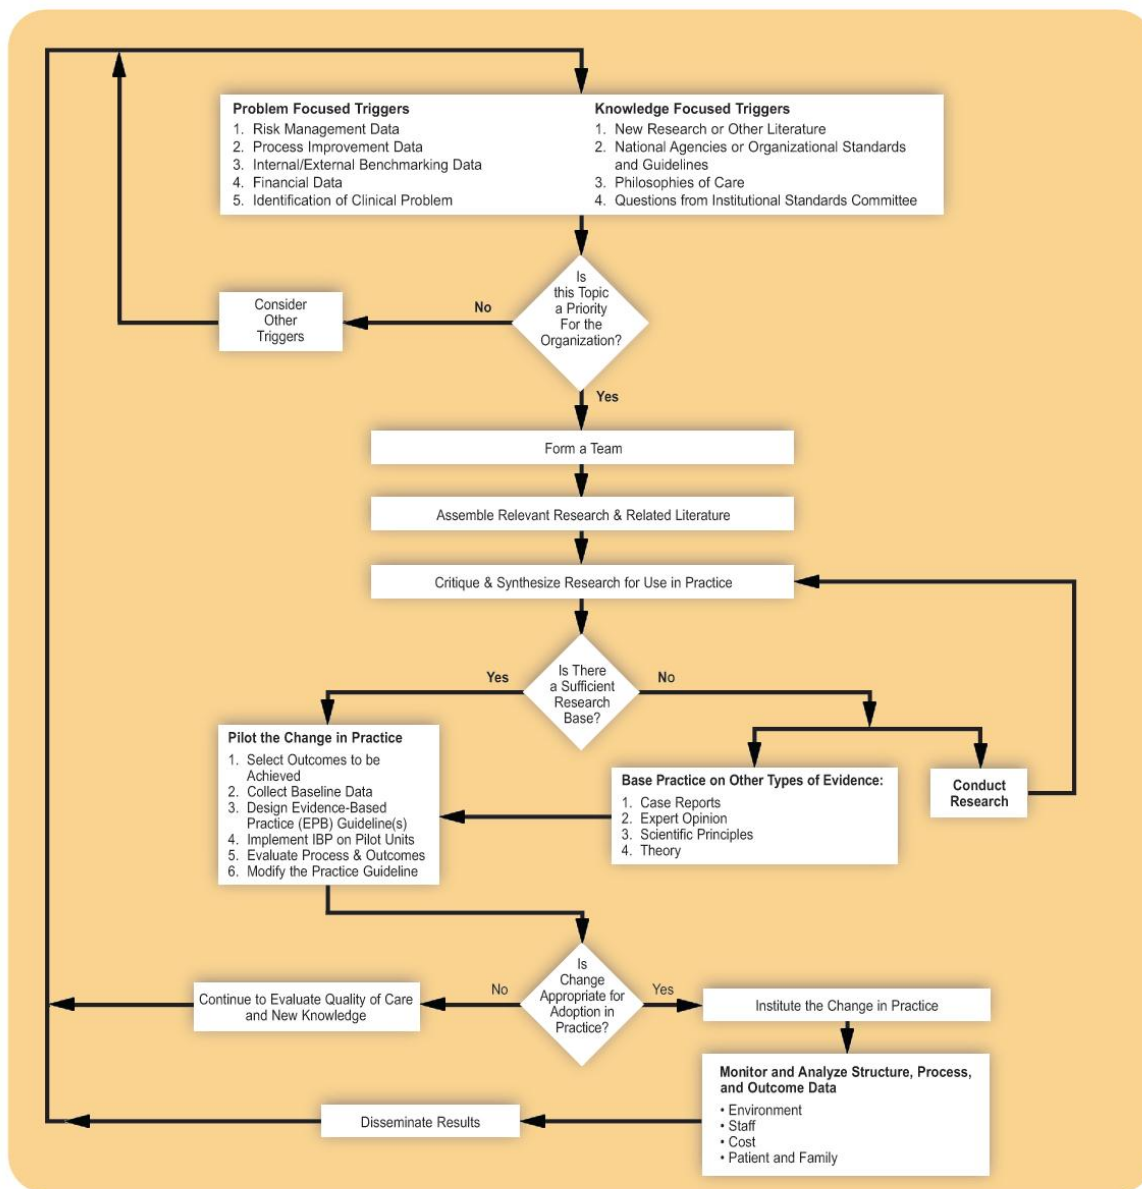 Problem Focused Triggers
1. Risk Management Data
2. Process Improvement Data
3. Internal/External Benchmarking Data
4. Financial Data
5. Identification of Clinical Problem
Knowledge Focused Triggers
1. New Research or Other Literature
2. National Agencies or Organizational Standards
and Guidelines
3. Philosophies of Care
4. Questions from Institutional Standards Committee
Is
this Topic
a Priority
For the
Organization?
No
Consider
Other
Triggers
Yes
Form a Team
Assemble Relevant Research & Related Literature
Critique & Synthesize Research for Use in Practice
Is There
a Sufficient
Research
Base?
Yes
No
Pilot the Change in Practice
1. Select Outcomes to be
Achieved
2. Collect Baseline Data
3. Design Evidence-Based
Practice (EPB) Guideline(s)
4. Implement IBP on Pilot Units
5. Evaluate Process & Outcomes
6. Modify the Practice Guideline
Base Practice on Other Types of Evidence:
1. Case Reports
2. Expert Opinion
3. Scientific Principles
4. Theory
Conduct
Research
Is
Change
Appropriate for
Adoption in
Practice?
No
Yes
Continue to Evaluate Quality of Care
and New Knowledge
Institute the Change in Practice
Monitor and Analyze Structure, Process,
and Outcome Data
• Environment
• Staff
• Cost
• Patient and Family
Disseminate Results